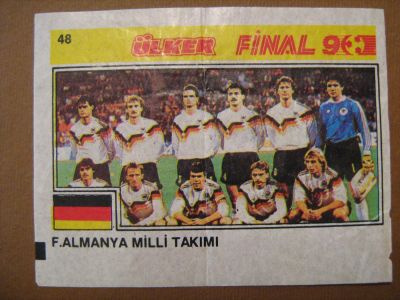 48
ÜLKER FİNAL 90
F.ALMANYA MİLLİ TAKIMI